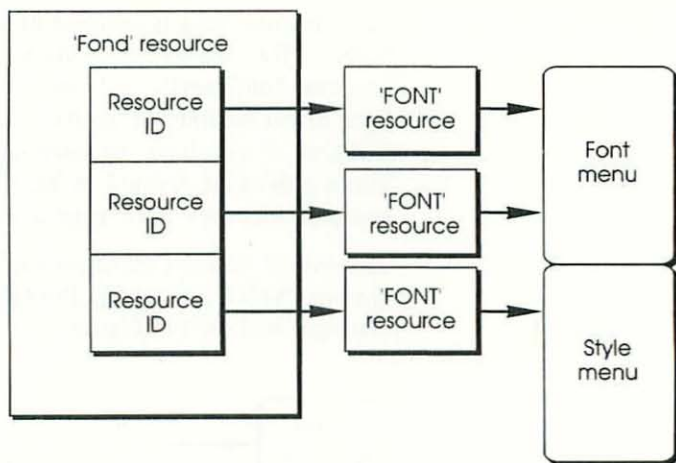 'Fond' resource
Resource
ID
'FONT'
resource
Resource
ID
'FONT'
resource
Font
menu
Resource
ID
'FONT'
resource
Style
menu